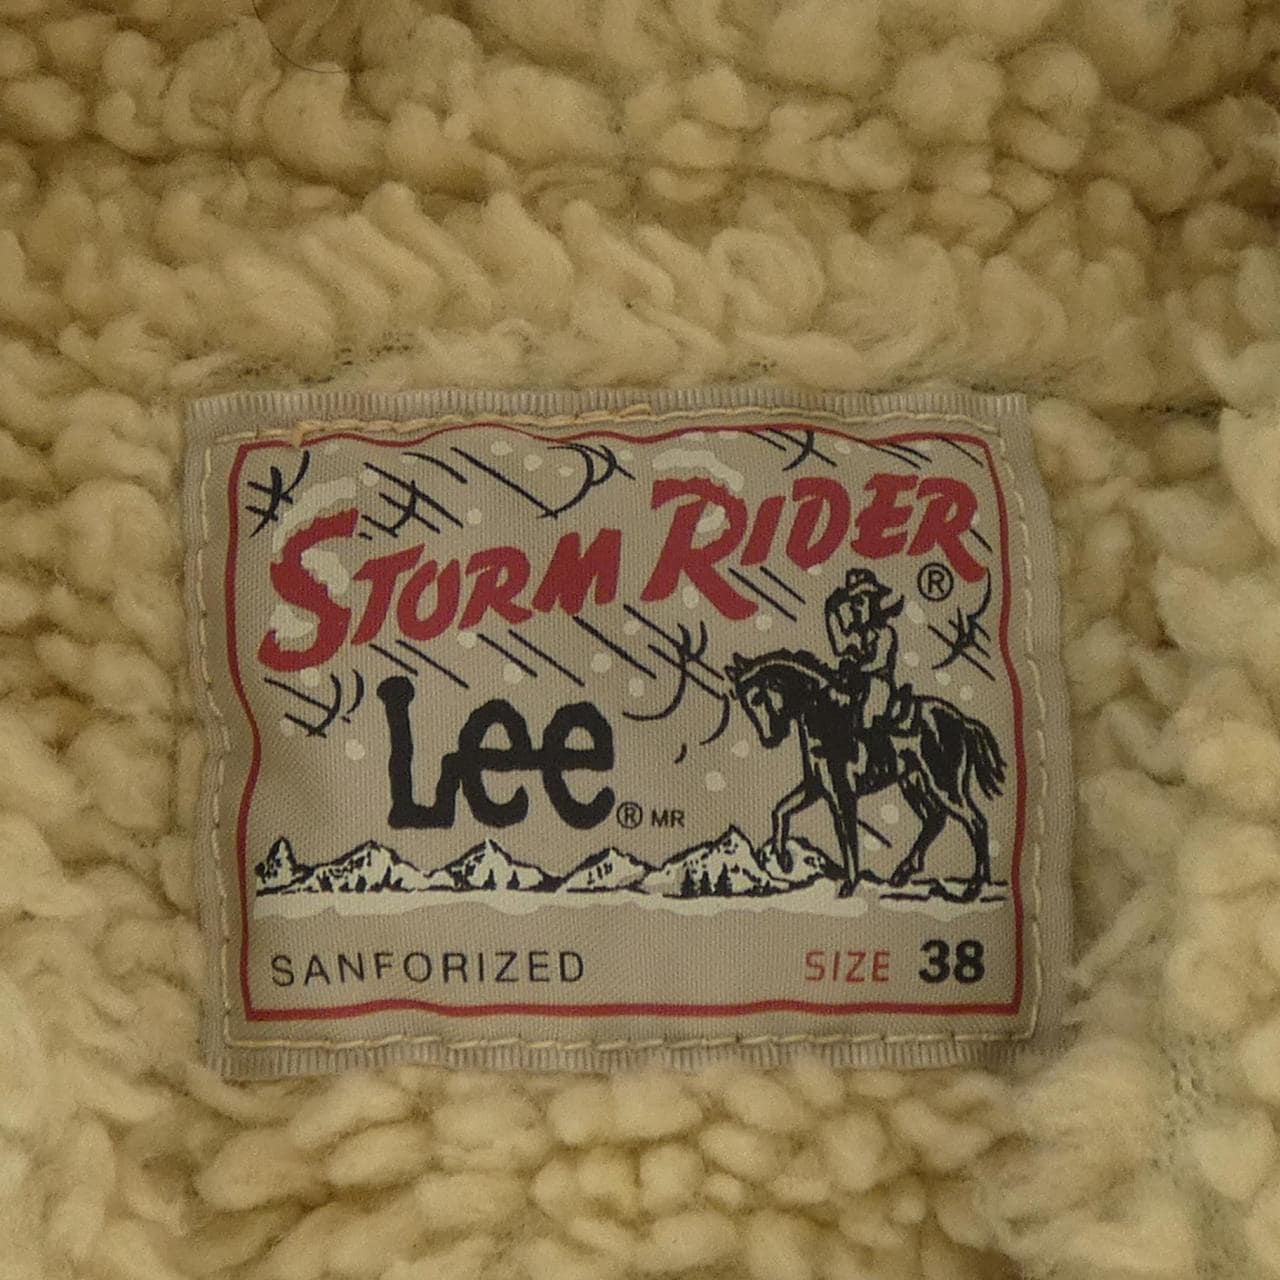 STORM RIDER ®
Lee ® MR
SANFORIZED SIZE 38